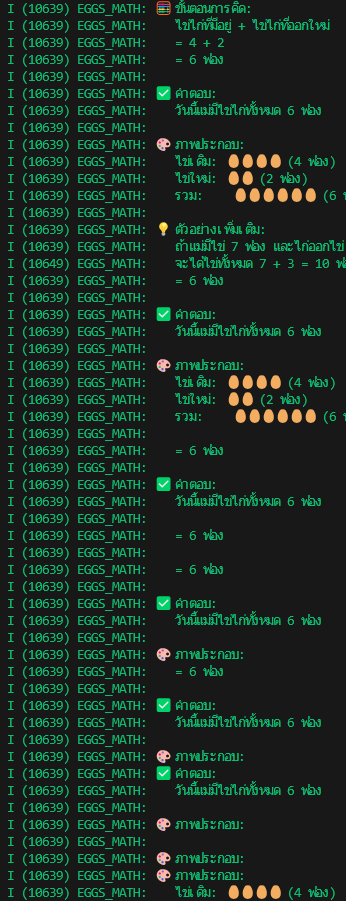 I (10639) EGGS_MATH: 🧮 ขั้นตอนการคิด:
I (10639) EGGS_MATH: ไข่ไก่ที่มีอยู่ + ไข่ไก่ที่ออกใหม่
I (10639) EGGS_MATH: = 4 + 2
I (10639) EGGS_MATH: = 6 ฟอง
I (10639) EGGS_MATH:
I (10639) EGGS_MATH: ✅ คำตอบ:
I (10639) EGGS_MATH: วันนี้แม่มีไข่ไก่ทั้งหมด 6 ฟอง
I (10639) EGGS_MATH:
I (10639) EGGS_MATH: 🎨 ภาพประกอบ:
I (10639) EGGS_MATH: ไข่เดิม: 🥚🥚🥚🥚 (4 ฟอง)
I (10639) EGGS_MATH: ไข่ใหม่: 🥚🥚 (2 ฟอง)
I (10639) EGGS_MATH: รวม: 🥚🥚🥚🥚🥚🥚 (6
I (10639) EGGS_MATH:
I (10639) EGGS_MATH: 💡 ตัวอย่างเพิ่มเติม:
I (10639) EGGS_MATH: ถ้าแม่มีไข่ 7 ฟอง และไก่ออกไข่
I (10649) EGGS_MATH: จะได้ไข่ทั้งหมด 7 + 3 = 10
I (10639) EGGS_MATH: = 6 ฟอง
I (10639) EGGS_MATH:
I (10639) EGGS_MATH: ✅ คำตอบ:
I (10639) EGGS_MATH: วันนี้แม่มีไข่ไก่ทั้งหมด 6 ฟอง
I (10639) EGGS_MATH:
I (10639) EGGS_MATH: 🎨 ภาพประกอบ:
I (10639) EGGS_MATH: ไข่เดิม: 🥚🥚🥚🥚 (4 ฟอง)
I (10639) EGGS_MATH: ไข่ใหม่: 🥚🥚 (2 ฟอง)
I (10639) EGGS_MATH: รวม: 🥚🥚🥚🥚🥚🥚 (6
I (10639) EGGS_MATH:
I (10639) EGGS_MATH: = 6 ฟอง
I (10639) EGGS_MATH:
I (10639) EGGS_MATH: ✅ คำตอบ:
I (10639) EGGS_MATH: วันนี้แม่มีไข่ไก่ทั้งหมด 6 ฟอง
I (10639) EGGS_MATH:
I (10639) EGGS_MATH: = 6 ฟอง
I (10639) EGGS_MATH:
I (10639) EGGS_MATH: = 6 ฟอง
I (10639) EGGS_MATH:
I (10639) EGGS_MATH: ✅ คำตอบ:
I (10639) EGGS_MATH: วันนี้แม่มีไข่ไก่ทั้งหมด 6 ฟอง
I (10639) EGGS_MATH:
I (10639) EGGS_MATH: 🎨 ภาพประกอบ:
I (10639) EGGS_MATH: = 6 ฟอง
I (10639) EGGS_MATH:
I (10639) EGGS_MATH: ✅ คำตอบ:
I (10639) EGGS_MATH: วันนี้แม่มีไข่ไก่ทั้งหมด 6 ฟอง
I (10639) EGGS_MATH:
I (10639) EGGS_MATH: 🎨 ภาพประกอบ:
I (10639) EGGS_MATH: ✅ คำตอบ:
I (10639) EGGS_MATH: วันนี้แม่มีไข่ไก่ทั้งหมด 6 ฟอง
I (10639) EGGS_MATH:
I (10639) EGGS_MATH: 🎨 ภาพประกอบ:
I (10639) EGGS_MATH:
I (10639) EGGS_MATH: 🎨 ภาพประกอบ:
I (10639) EGGS_MATH: 🎨 ภาพประกอบ:
I (10639) EGGS_MATH: ไข่เดิม: 🥚🥚🥚🥚 (4 ฟอง)